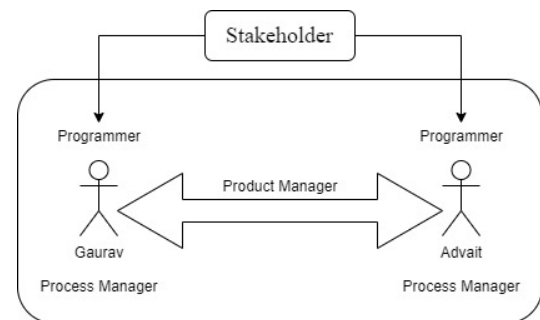 Stakeholder
Programmer
Programmer
Product Manager
Gaurav
Advait
Process Manager
Process Manager